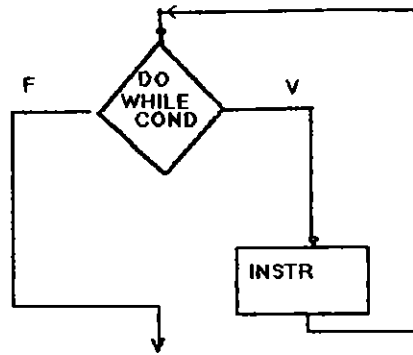 F
DO
WHILE
COND
V
INSTR